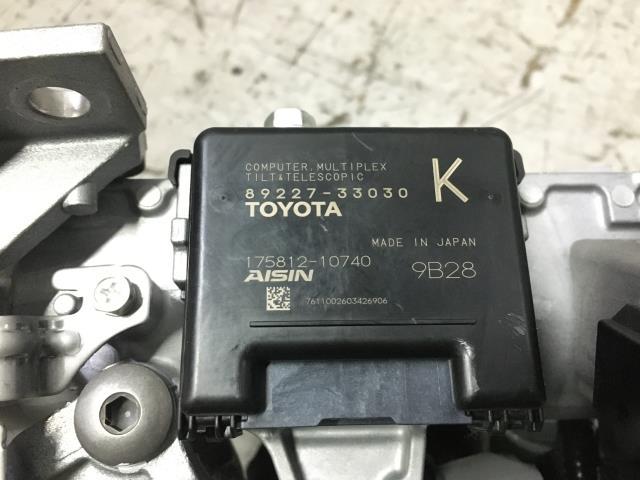 COMPUTER, MULTIPLEX
TILT&TELESCOPIC
89227-33030 K
TOYOTA
MADE IN JAPAN
175812-10740
AISIN 9B28
7611002603426906